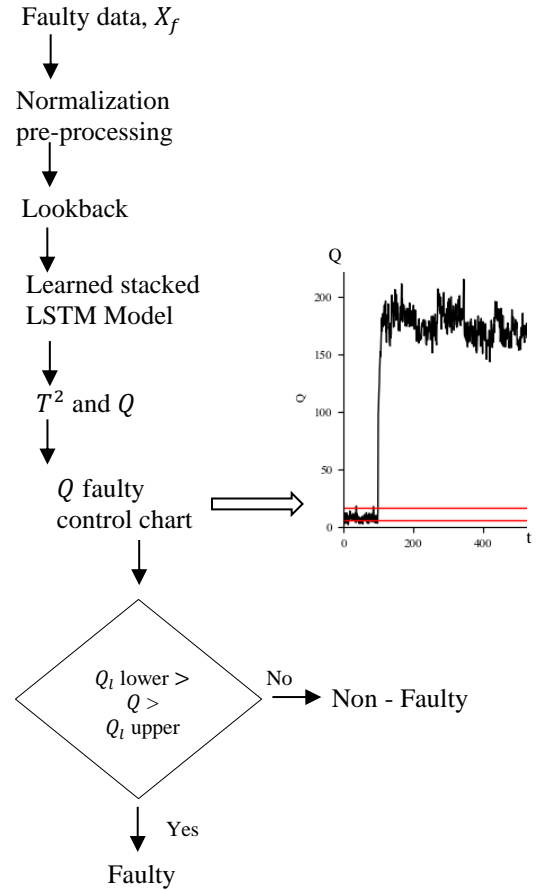 Faulty data, X_f
Normalization
pre-processing
Lookback
Learned stacked
LSTM Model
T² and Q
Q faulty
control chart
Q
200
150
Q
100
50
0
0
200
400
t
Q_l lower >
Q >
Q_l upper
No
Non - Faulty
Yes
Faulty